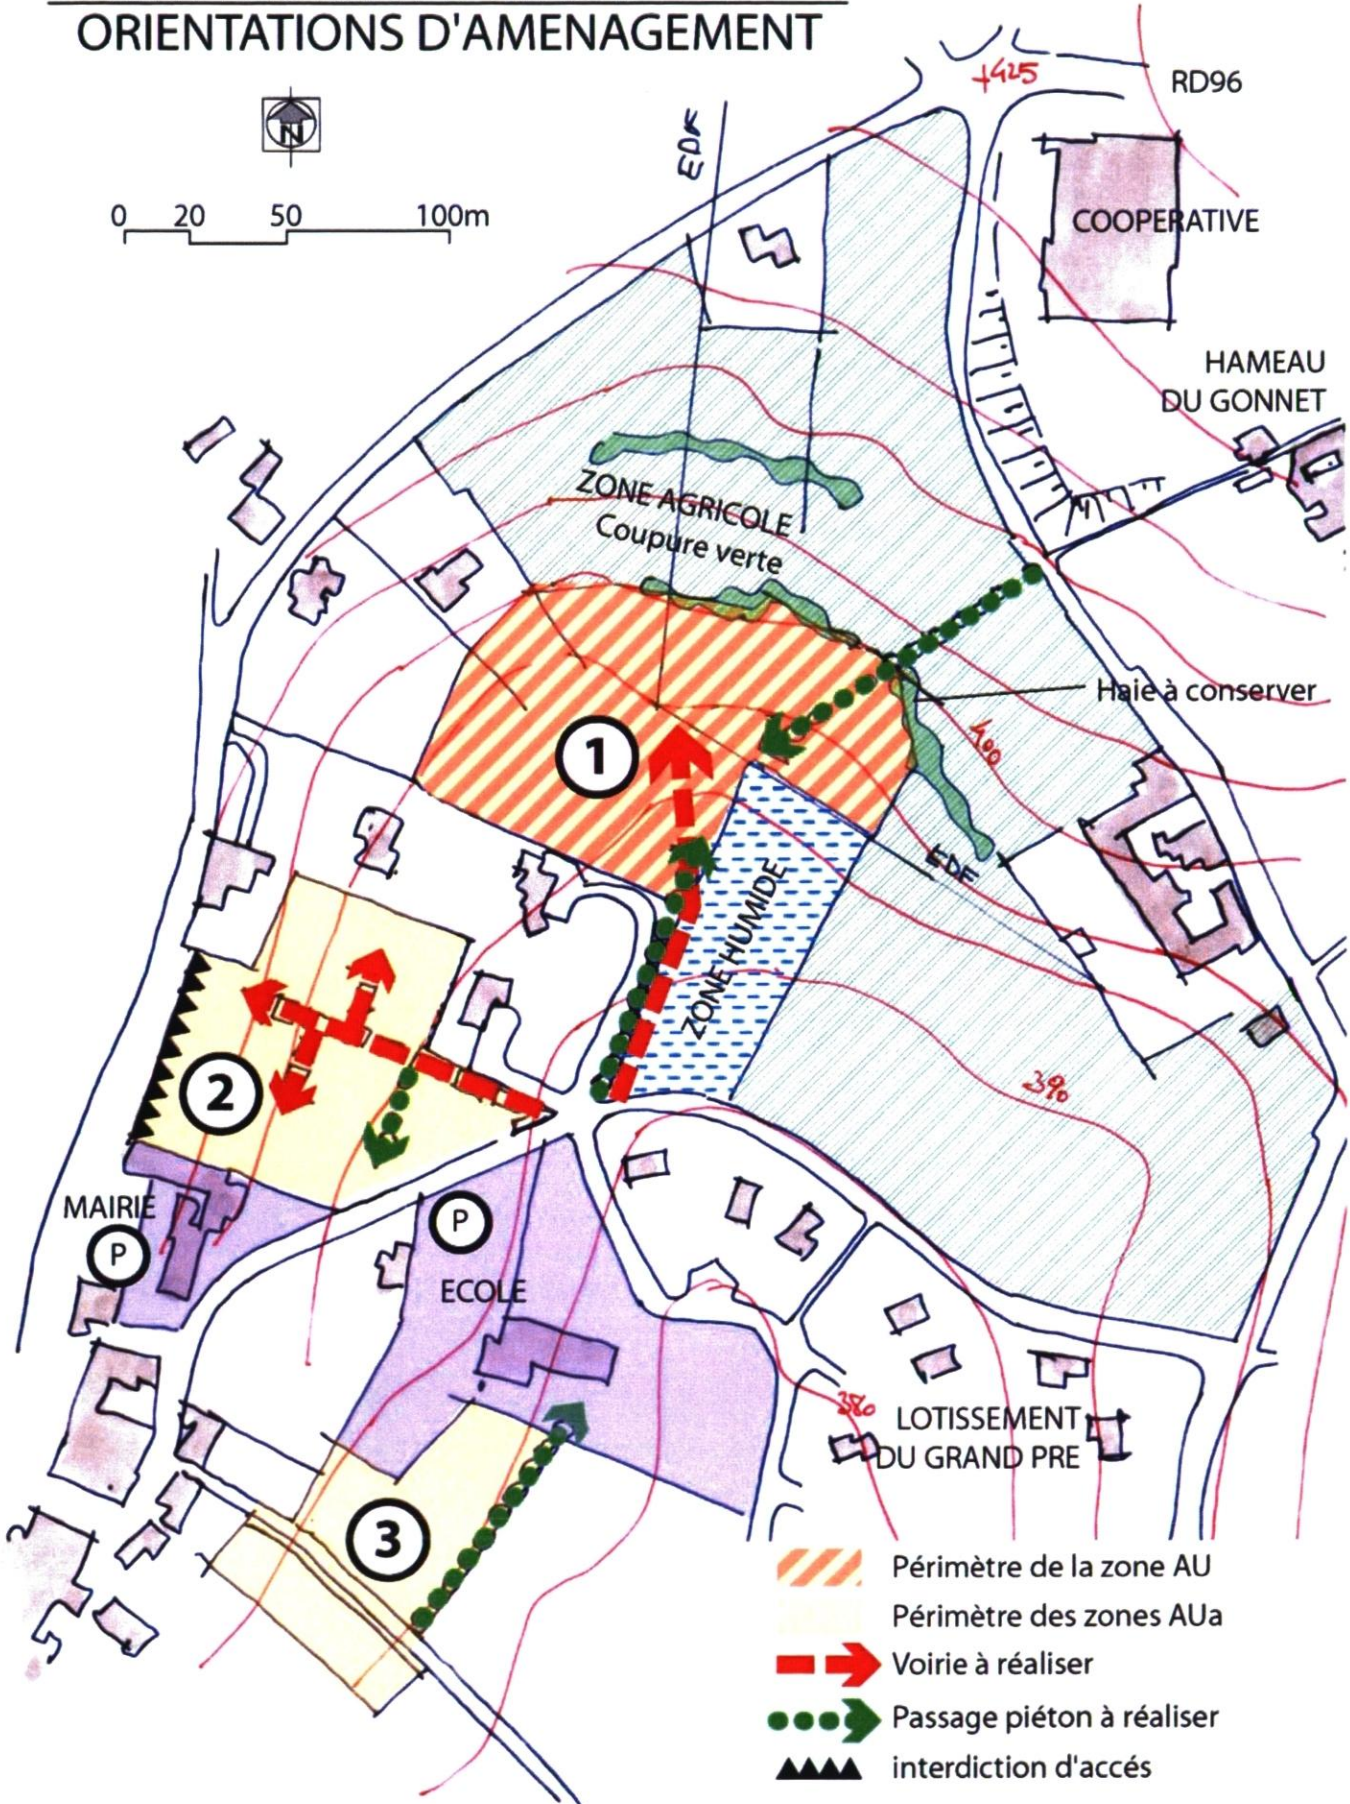 ORIENTATIONS D'AMENAGEMENT
+425
RD96
N
EDF
0 20 50 100m
COOPERATIVE
HAMEAU
DU GONNET
ZONE AGRICOLE
Coupure verte
Haie à conserver
1
400
EDF
ZONE HUMIDE
2
390
MAIRIE
P
P
ECOLE
380
LOTISSEMENT
DU GRAND PRE
3
Périmètre de la zone AU
Périmètre des zones AUa
Voirie à réaliser
Passage piéton à réaliser
interdiction d'accés